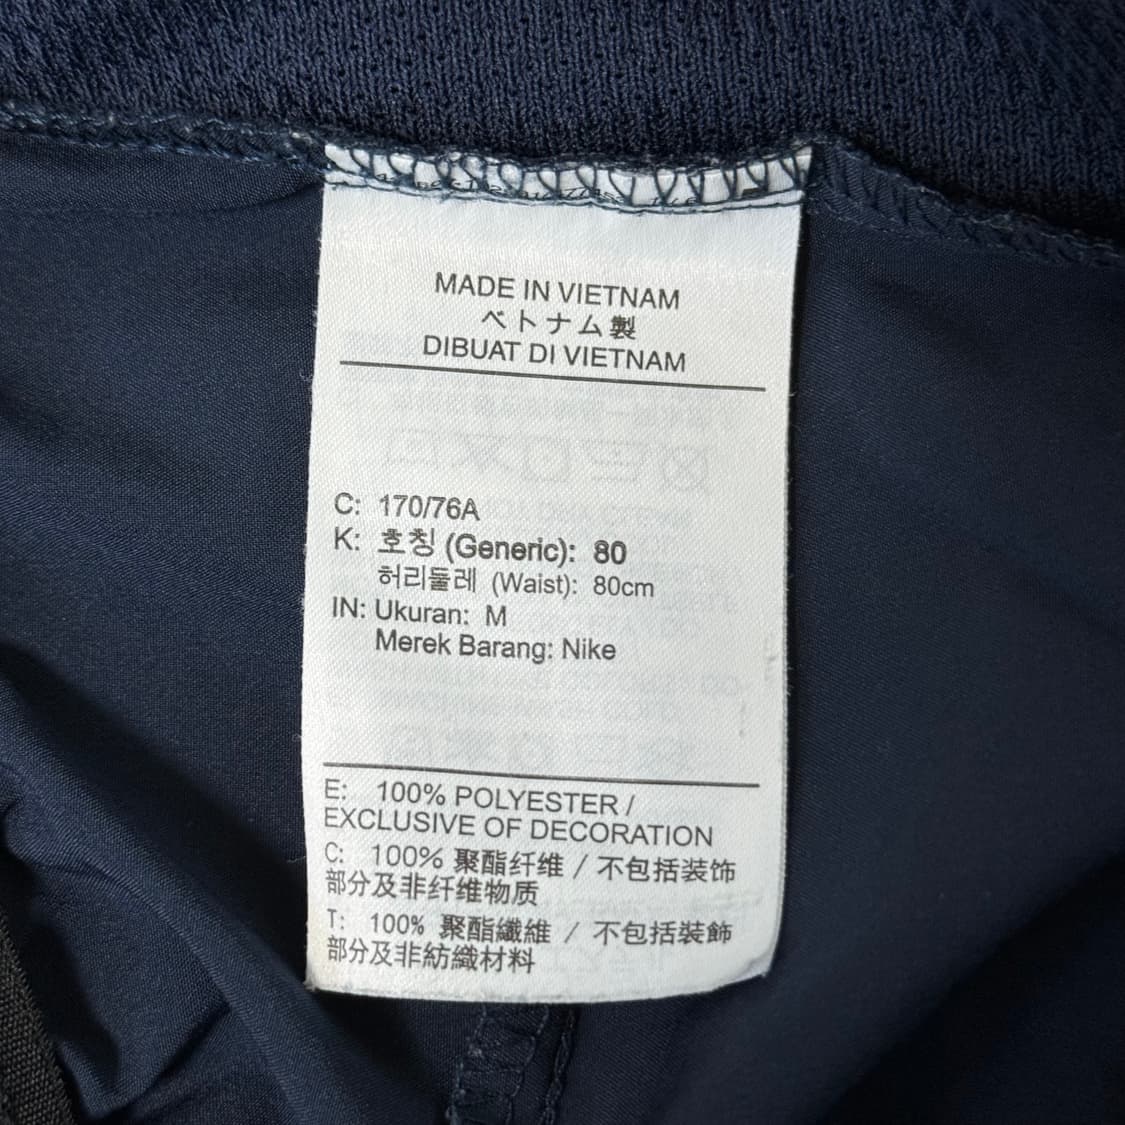 MADE IN VIETNAM
ベトナム製
DIBUAT DI VIETNAM
C: 170/76A
K: 호칭 (Generic): 80
허리둘레 (Waist): 80cm
IN: Ukuran: M
Merek Barang: Nike
E: 100% POLYESTER /
EXCLUSIVE OF DECORATION
C: 100% 聚酯纤维 / 不包括装饰
部分及非纤维物质
T: 100% 聚酯纖維 / 不包括裝飾
部分及非紡織材料